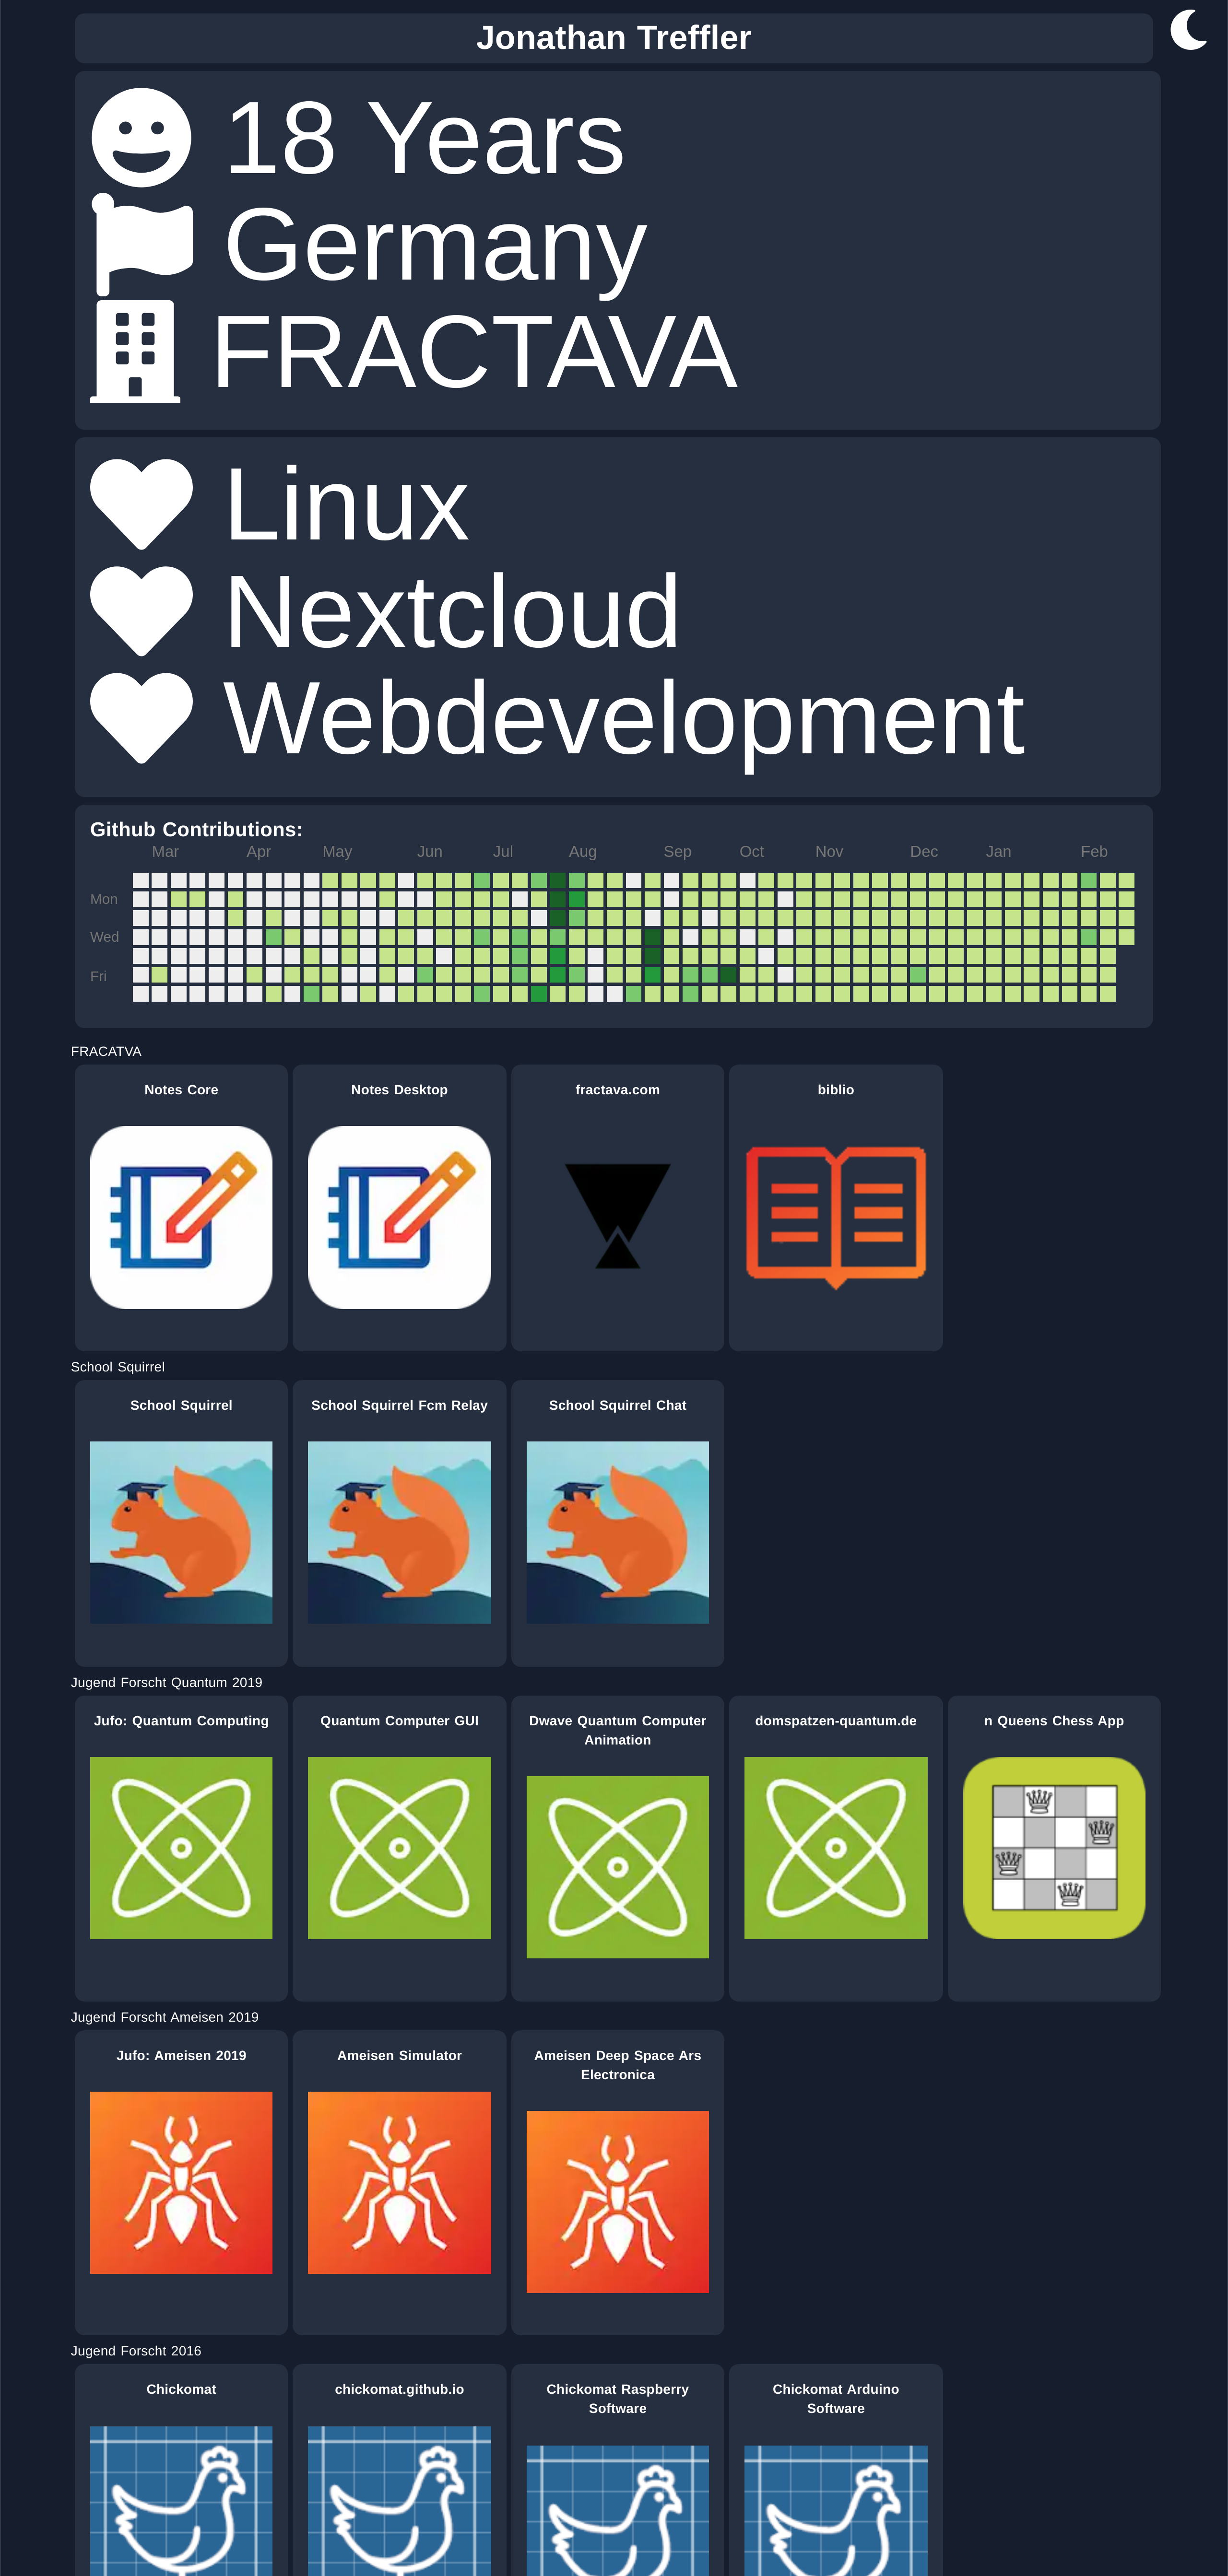 Jonathan Treffler
18 Years
Germany
FRACTAVA
Linux
Nextcloud
Webdevelopment
Github Contributions:
Mar Apr May Jun Jul Aug Sep Oct Nov Dec Jan Feb
Mon
Wed
Fri
FRACATVA
Notes Core Notes Desktop fractava.com biblio
School Squirrel
School Squirrel School Squirrel Fcm Relay School Squirrel Chat
Jugend Forscht Quantum 2019
Jufo: Quantum Computing Quantum Computer GUI Dwave Quantum Computer domspatzen-quantum.de n Queens Chess App
Animation
Jugend Forscht Ameisen 2019
Jufo: Ameisen 2019 Ameisen Simulator Ameisen Deep Space Ars
Electronica
Jugend Forscht 2016
Chickomat chickomat.github.io Chickomat Raspberry Chickomat Arduino
Software Software